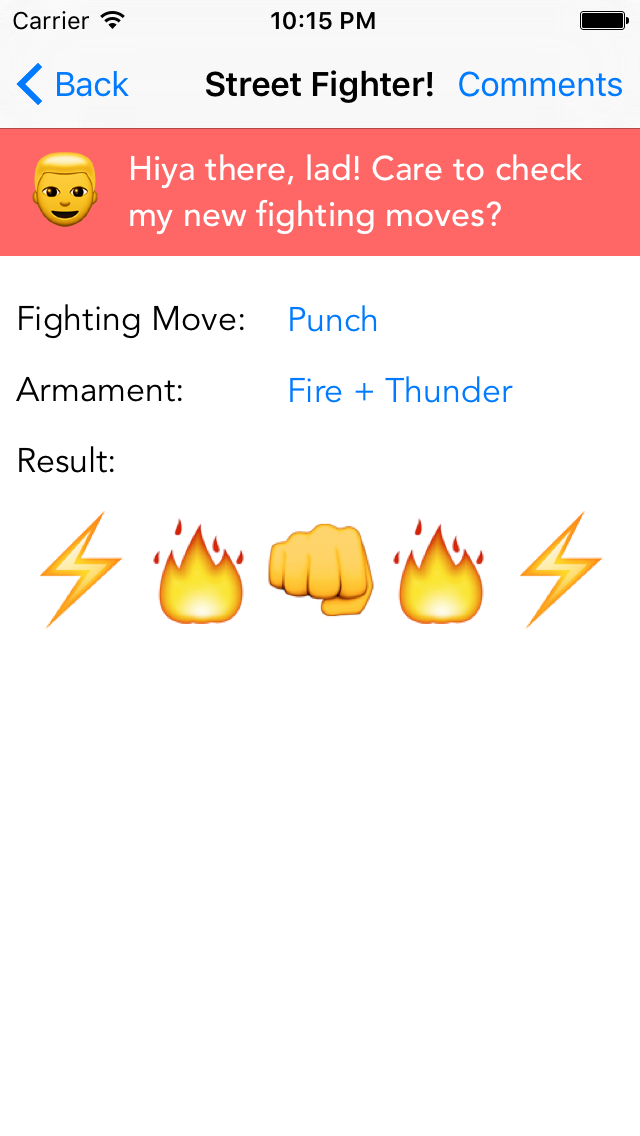 Carrier 10:15 PM
Back Street Fighter! Comments
Hiya there, lad! Care to check
my new fighting moves?
Fighting Move: Punch
Armament: Fire + Thunder
Result: